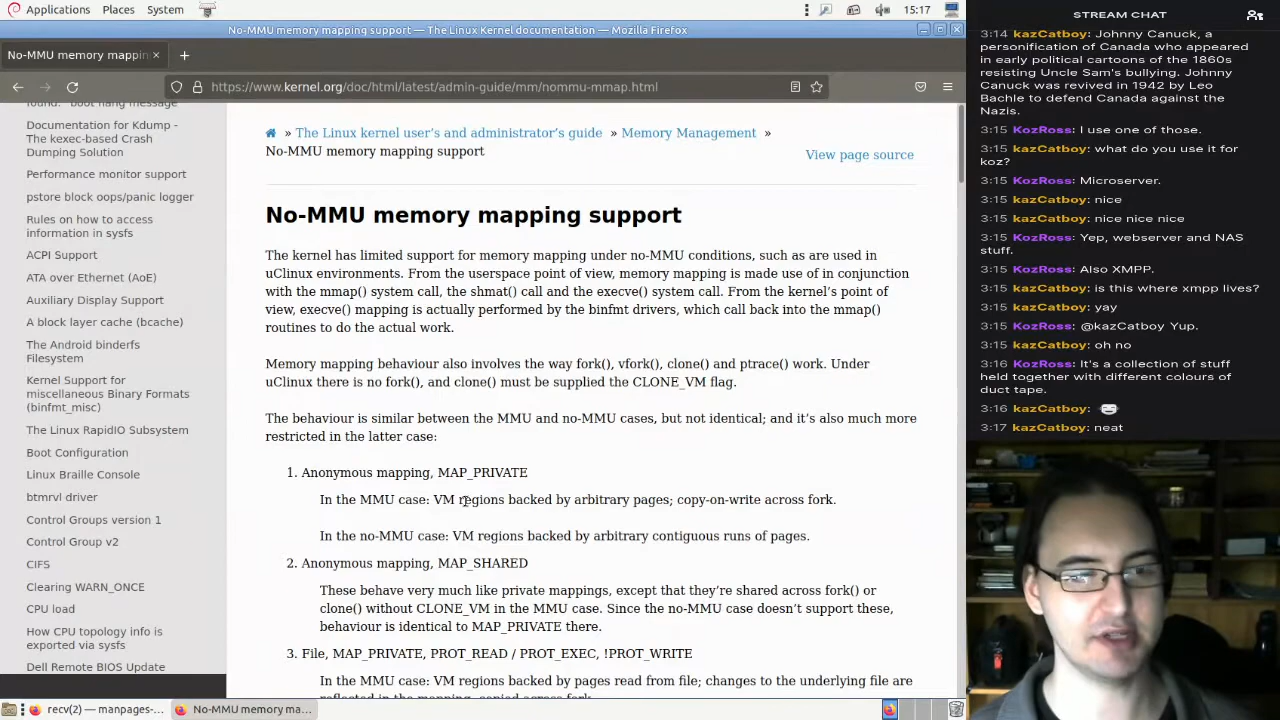 Applications Places System 15:17
No-MMU memory mapping support — The Linux Kernel documentation — Mozilla Firefox
No-MMU memory mappin
https://www.kernel.org/doc/html/latest/admin-guide/mm/nommu-mmap.html
found." boot hang message
Documentation for Kdump -
The kexec-based Crash
Dumping Solution
Performance monitor support
pstore block oops/panic logger
Rules on how to access
information in sysfs
ACPI Support
ATA over Ethernet (AoE)
Auxiliary Display Support
A block layer cache (bcache)
The Android binderfs
Filesystem
Kernel Support for
miscellaneous Binary Formats
(binfmt_misc)
The Linux RapidIO Subsystem
Boot Configuration
Linux Braille Console
btmrvl driver
Control Groups version 1
Control Group v2
CIFS
Clearing WARN_ONCE
CPU load
How CPU topology info is
exported via sysfs
Dell Remote BIOS Update
» The Linux kernel user's and administrator's guide » Memory Management »
No-MMU memory mapping support
View page source
No-MMU memory mapping support
The kernel has limited support for memory mapping under no-MMU conditions, such as are used in
uClinux environments. From the userspace point of view, memory mapping is made use of in conjunction
with the mmap() system call, the shmat() call and the execve() system call. From the kernel's point of
view, execve() mapping is actually performed by the binfmt drivers, which call back into the mmap()
routines to do the actual work.
Memory mapping behaviour also involves the way fork(), vfork(), clone() and ptrace() work. Under
uClinux there is no fork(), and clone() must be supplied the CLONE_VM flag.
The behaviour is similar between the MMU and no-MMU cases, but not identical; and it's also much more
restricted in the latter case:
1. Anonymous mapping, MAP_PRIVATE
In the MMU case: VM regions backed by arbitrary pages; copy-on-write across fork.
In the no-MMU case: VM regions backed by arbitrary contiguous runs of pages.
2. Anonymous mapping, MAP_SHARED
These behave very much like private mappings, except that they're shared across fork() or
clone() without CLONE_VM in the MMU case. Since the no-MMU case doesn't support these,
behaviour is identical to MAP_PRIVATE there.
3. File, MAP_PRIVATE, PROT_READ / PROT_EXEC, !PROT_WRITE
In the MMU case: VM regions backed by pages read from file; changes to the underlying file are
reflected in the mapping; copied across fork.
recv(2) — manpages-...
No-MMU memory ma...
STREAM CHAT
3:14 kazCatboy: Johnny Canuck, a
personification of Canada who appeared
in early political cartoons of the 1860s
resisting Uncle Sam's bullying. Johnny
Canuck was revived in 1942 by Leo
Bachle to defend Canada against the
Nazis.
3:15 KozRoss: I use one of those.
3:15 kazCatboy: what do you use it for
koz?
3:15 KozRoss: Microserver.
3:15 kazCatboy: nice
3:15 kazCatboy: nice nice nice
3:15 KozRoss: Yep, webserver and NAS
stuff.
3:15 KozRoss: Also XMPP.
3:15 kazCatboy: is this where xmpp lives?
3:15 kazCatboy: yay
3:15 KozRoss: @kazCatboy Yup.
3:15 kazCatboy: oh no
3:16 KozRoss: It's a collection of stuff
held together with different colours of
duct tape.
3:16 kazCatboy:
3:17 kazCatboy: neat